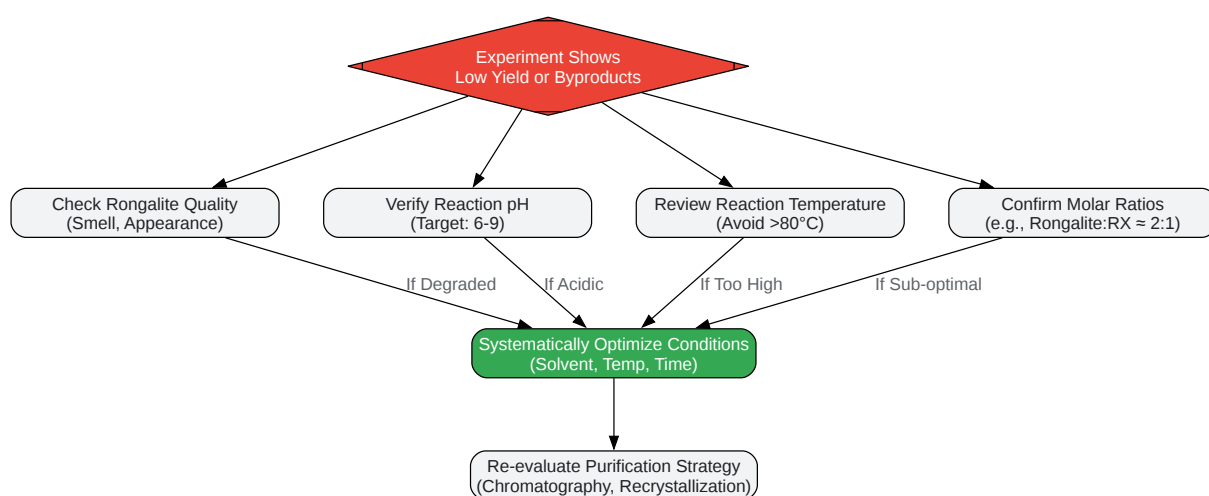 Experiment Shows
Low Yield or Byproducts
Check Rongalite Quality
(Smell, Appearance)
Verify Reaction pH
(Target: 6-9)
Review Reaction Temperature
(Avoid >80°C)
Confirm Molar Ratios
(e.g., Rongalite:RX ≈ 2:1)
If Degraded
If Acidic
If Too High
If Sub-optimal
Systematically Optimize Conditions
(Solvent, Temp, Time)
Re-evaluate Purification Strategy
(Chromatography, Recrystallization)